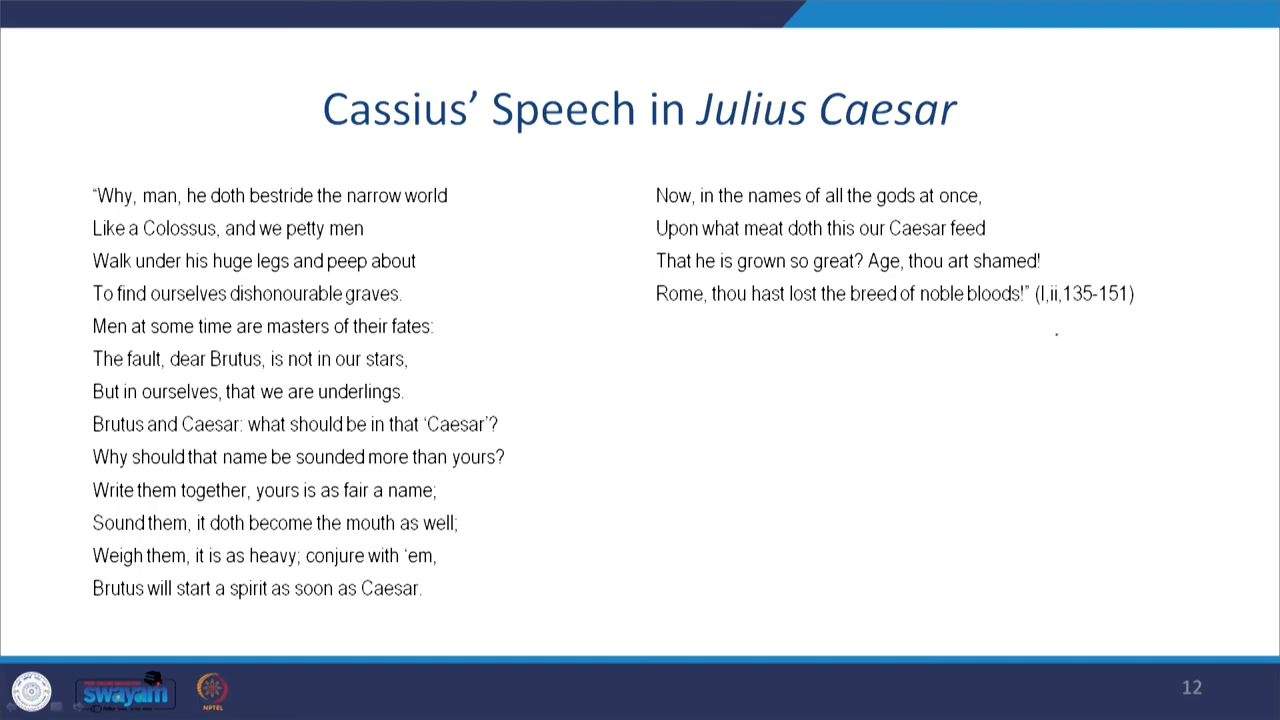 Cassius’ Speech in Julius Caesar
“Why, man, he doth bestride the narrow world
Like a Colossus, and we petty men
Walk under his huge legs and peep about
To find ourselves dishonourable graves.
Men at some time are masters of their fates:
The fault, dear Brutus, is not in our stars,
But in ourselves, that we are underlings.
Brutus and Caesar: what should be in that ‘Caesar’?
Why should that name be sounded more than yours?
Write them together, yours is as fair a name;
Sound them, it doth become the mouth as well;
Weigh them, it is as heavy; conjure with ‘em,
Brutus will start a spirit as soon as Caesar.
Now, in the names of all the gods at once,
Upon what meat doth this our Caesar feed
That he is grown so great? Age, thou art shamed!
Rome, thou hast lost the breed of noble bloods!” (I,ii,135-151)
swayam
NPTEL
12